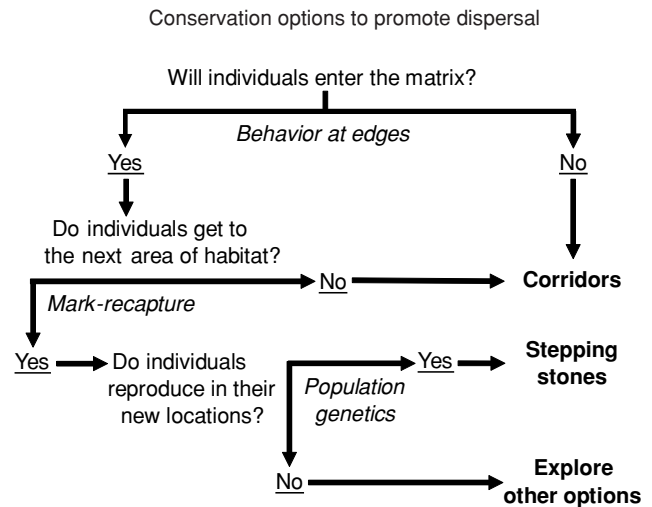 Conservation options to promote dispersal
Will individuals enter the matrix?
Behavior at edges
Yes
No
Do individuals get to
the next area of habitat?
No
Corridors
Mark-recapture
Yes
Do individuals
reproduce in their
new locations?
Population
genetics
Yes
Stepping
stones
No
Explore
other options